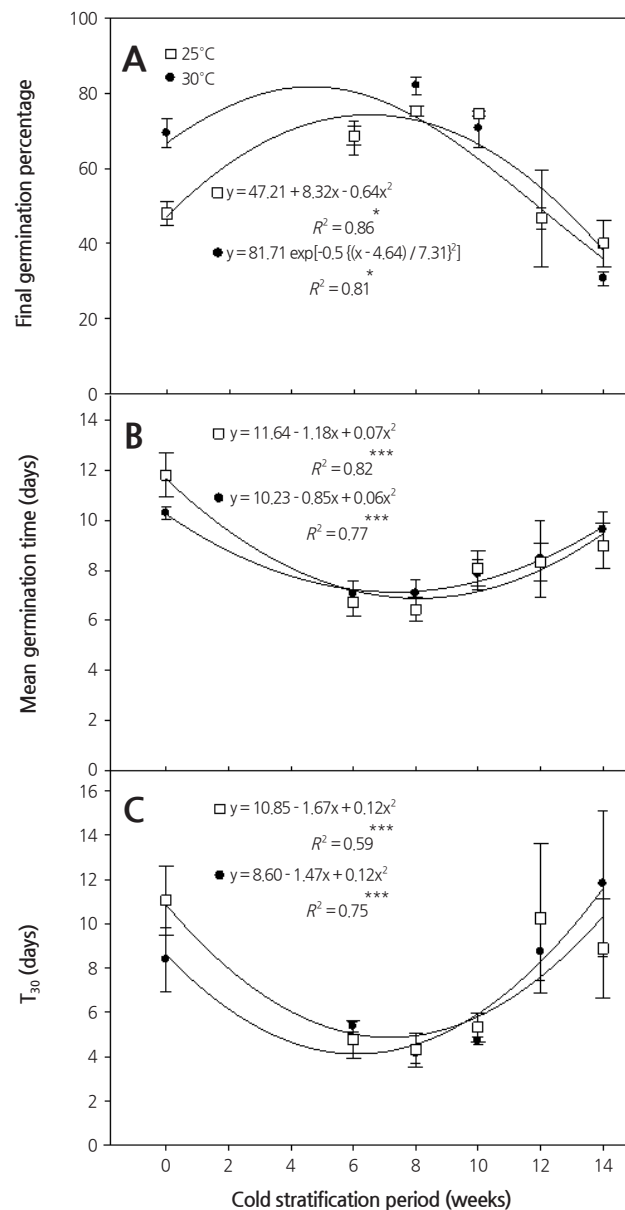 A
25°C
30°C
100
80
60
40
20
0
Final germination percentage
y = 47.21 + 8.32x - 0.64x²
R² = 0.86*
y = 81.71 exp[-0.5 {(x - 4.64) / 7.31}²]
R² = 0.81*
B
14
12
10
8
6
4
2
0
Mean germination time (days)
y = 11.64 - 1.18x + 0.07x²
R² = 0.82***
y = 10.23 - 0.85x + 0.06x²
R² = 0.77***
C
16
14
12
10
8
6
4
2
0
T₃₀ (days)
y = 10.85 - 1.67x + 0.12x²
R² = 0.59***
y = 8.60 - 1.47x + 0.12x²
R² = 0.75***
0 2 4 6 8 10 12 14
Cold stratification period (weeks)